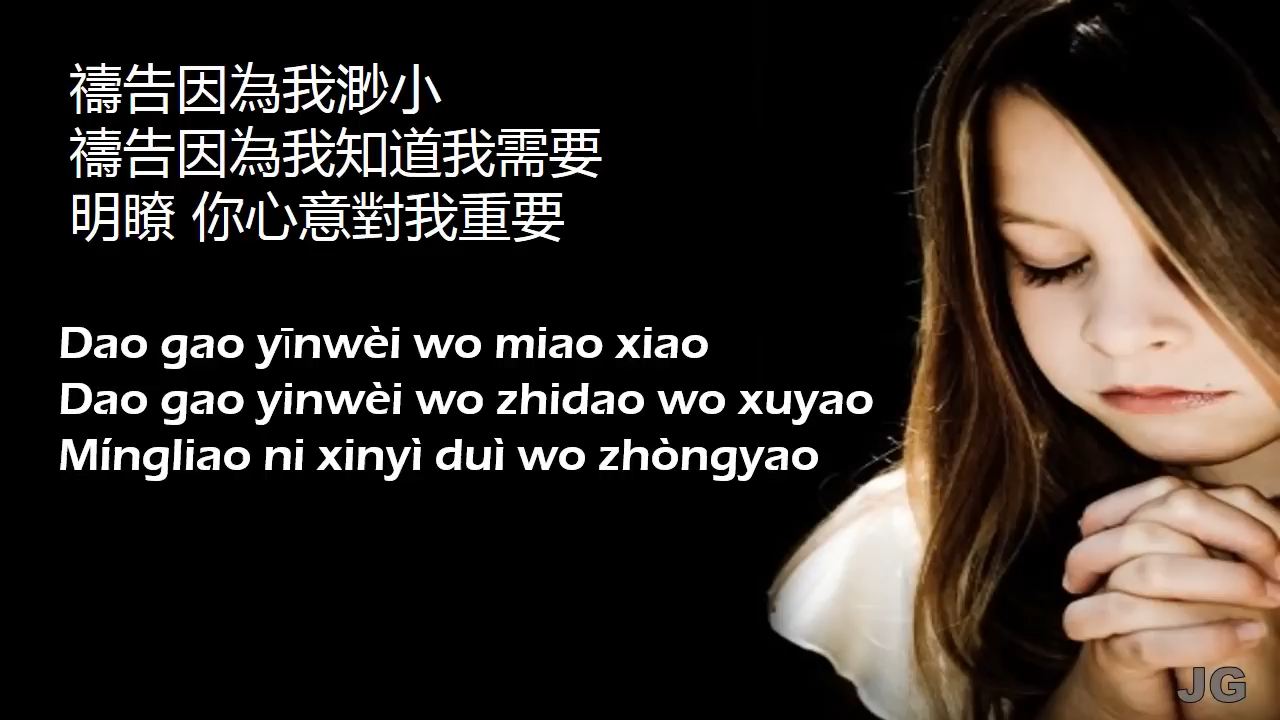 禱告因為我渺小
禱告因為我知道我需要
明瞭 你心意對我重要
Dao gao yīnwèi wo miao xiao
Dao gao yinwèi wo zhidao wo xuyao
Míngliao ni xinyì duì wo zhòngyao
JG